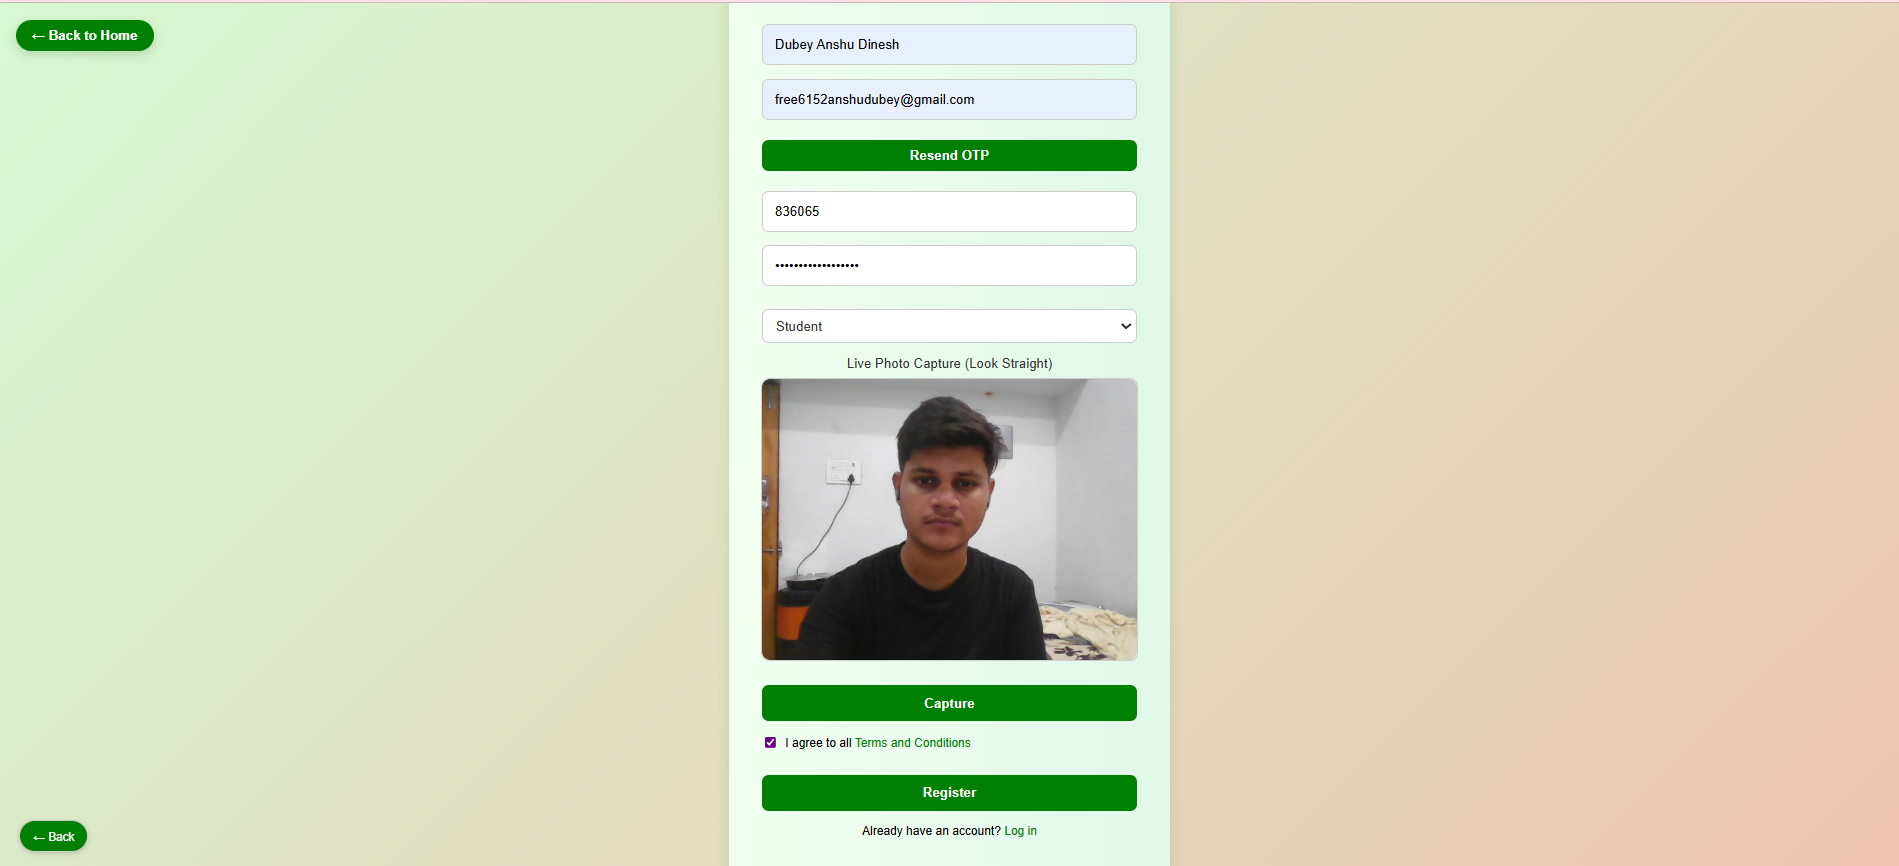 ← Back to Home
Dubey Anshu Dinesh
free6152anshudubey@gmail.com
Resend OTP
836065
••••••••••••••••••
Student
Live Photo Capture (Look Straight)
Capture
I agree to all Terms and Conditions
Register
Already have an account? Log in
← Back